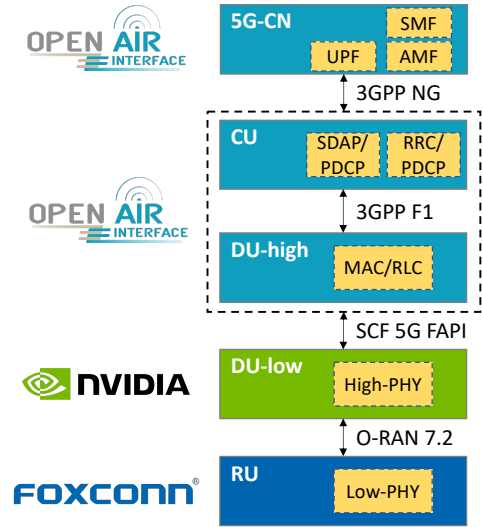 OPEN AIR
INTERFACE
5G-CN
SMF
UPF
AMF
3GPP NG
CU
SDAP/
PDCP
RRC/
PDCP
OPEN AIR
INTERFACE
3GPP F1
DU-high
MAC/RLC
SCF 5G FAPI
NVIDIA
DU-low
High-PHY
O-RAN 7.2
FOXCONN®
RU
Low-PHY